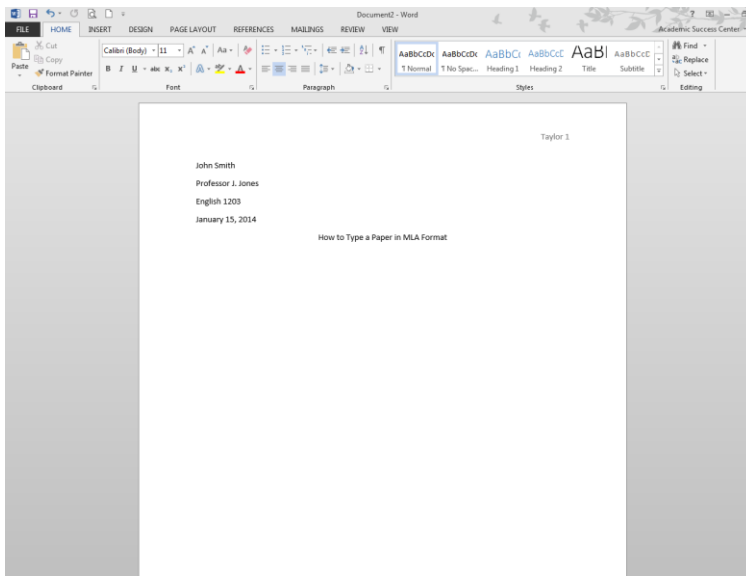 Document2 - Word
FILE HOME INSERT DESIGN PAGE LAYOUT REFERENCES MAILINGS REVIEW VIEW Academic Success Center
Cut
Copy
Paste
Format Painter
Clipboard
Calibri (Body) 11
Font
Paragraph
AaBbCcDc AaBbCcDc AaBbCc AaBbCcC AaBl AaBbCcC
¶ Normal ¶ No Spac... Heading 1 Heading 2 Title Subtitle
Styles
Find
Replace
Select
Editing
Taylor 1
John Smith
Professor J. Jones
English 1203
January 15, 2014
How to Type a Paper in MLA Format